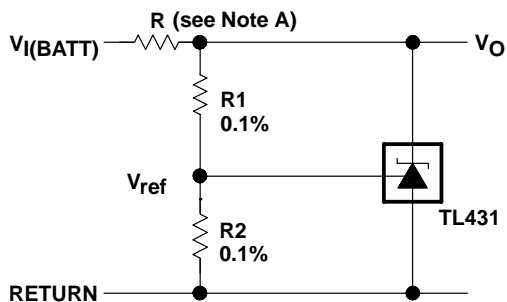 R (see Note A)
V_I(BATT)
V_O
R1
0.1%
V_ref
TL431
R2
0.1%
RETURN